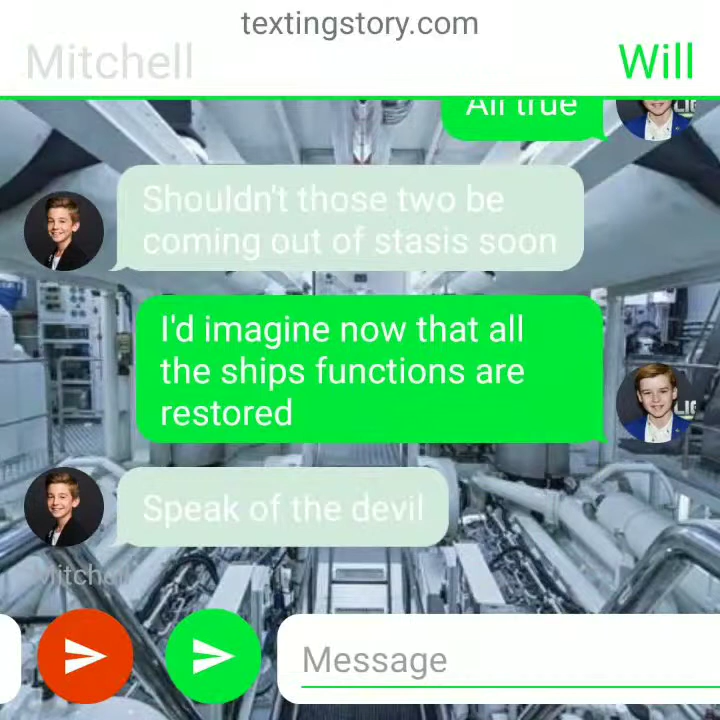 textingstory.com
Mitchell
Will
All true
Shouldn't those two be
coming out of stasis soon
I'd imagine now that all
the ships functions are
restored
Speak of the devil
Mitchell
Message